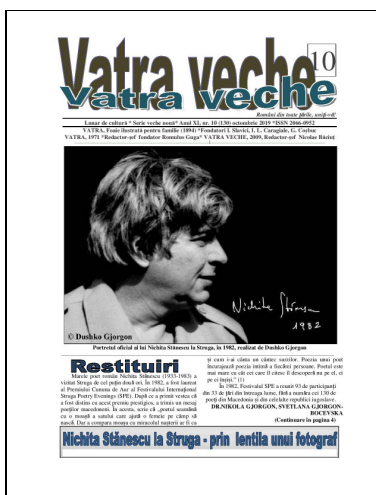 Vatra veche
Vatra veche
10
Români din toate țările, uniți-vă!
Lunar de cultură * Serie veche nouă* Anul XI, nr. 10 (130) octombrie 2019 *ISSN 2066-0952
VATRA, Foaie ilustrată pentru familie (1894) *Fondatori I. Slavici, I. L. Caragiale, G. Coșbuc
VATRA, 1971 *Redactor-șef fondator Romulus Guga* VATRA VECHE, 2009, Redactor-șef Nicolae Băciuț
Nichita Stănescu
1982
© Dushko Gjorgon
Portretul oficial al lui Nichita Stănescu la Struga, în 1982, realizat de Dushko Gjorgon
Restituiri
Marele poet român Nichita Stănescu (1933-1983) a
vizitat Struga de cel puțin două ori. În 1982, a fost laureat
al Premiului Cununa de Aur al Festivalului Internațional
Struga Poetry Evenings (SPE). După ce a primit vestea că
a fost distins cu acest premiu prestigios, a trimis un mesaj
poeților macedoneni. În acesta, scrie că „poetul seamănă
cu o moașă a satului care ajută o femeie pe câmp să
nască. Dar a compara moașa cu miracolul nașterii ar fi ca
și cum i-ai cânta un cântec surzilor. Poezia unui poet
încurajează poezia intimă a fiecărei persoane. Poetul este
mai mare cu cât cei care îl citesc îl descoperă nu pe el, ci
pe ei înșiși.” (1)
În 1982, Festivalul SPE a reunit 93 de participanți
din 33 de țări din întreaga lume, fără a număra cei 130 de
poeți din Macedonia și din celelalte republici iugoslave.
DR.NIKOLA GJORGON, SVETLANA GJORGON-
BOCEVSKA
(Continuare în pagina 4)
Nichita Stănescu la Struga - prin lentila unui fotograf